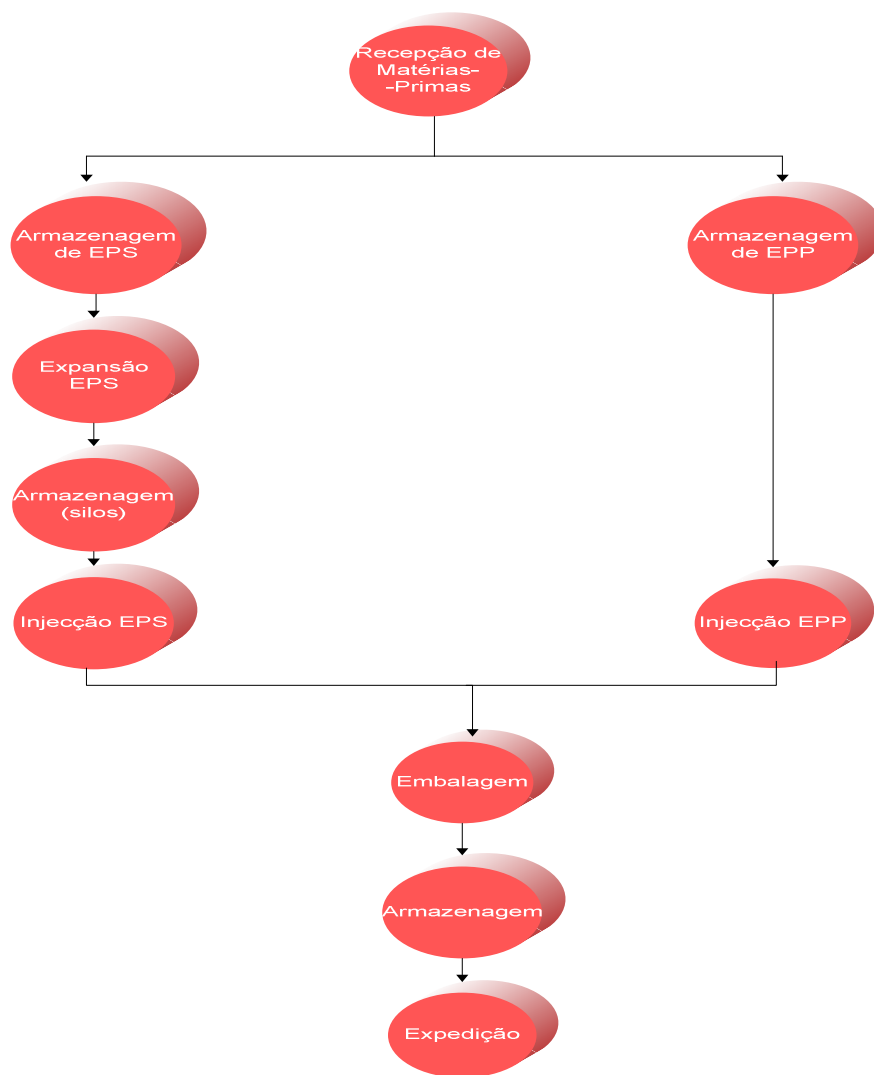 Recepção de
Matérias-
-Primas
Armazenagem
de EPS
Armazenagem
de EPP
Expansão
EPS
Armazenagem
(silos)
Injecção EPS
Injecção EPP
Embalagem
Armazenagem
Expedição